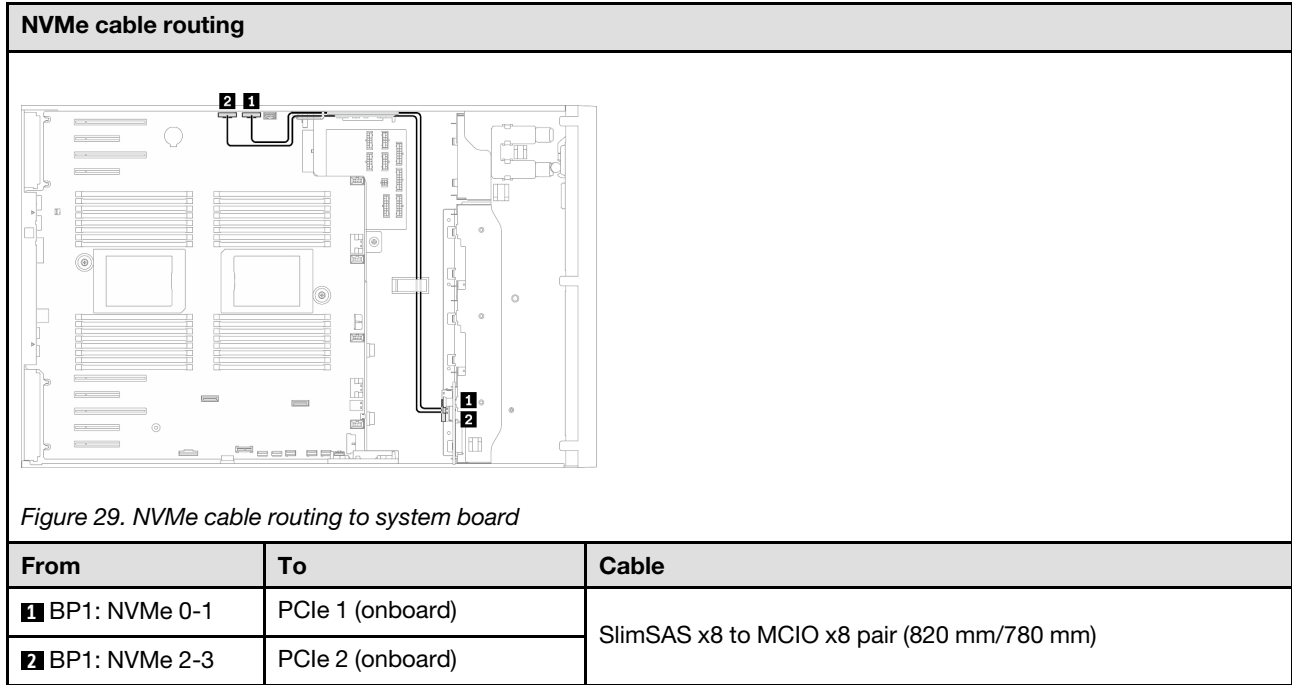 NVMe cable routing
2 1
1
2
Figure 29. NVMe cable routing to system board
From To Cable
1 BP1: NVMe 0-1 PCIe 1 (onboard) SlimSAS x8 to MCIO x8 pair (820 mm/780 mm)
2 BP1: NVMe 2-3 PCIe 2 (onboard)